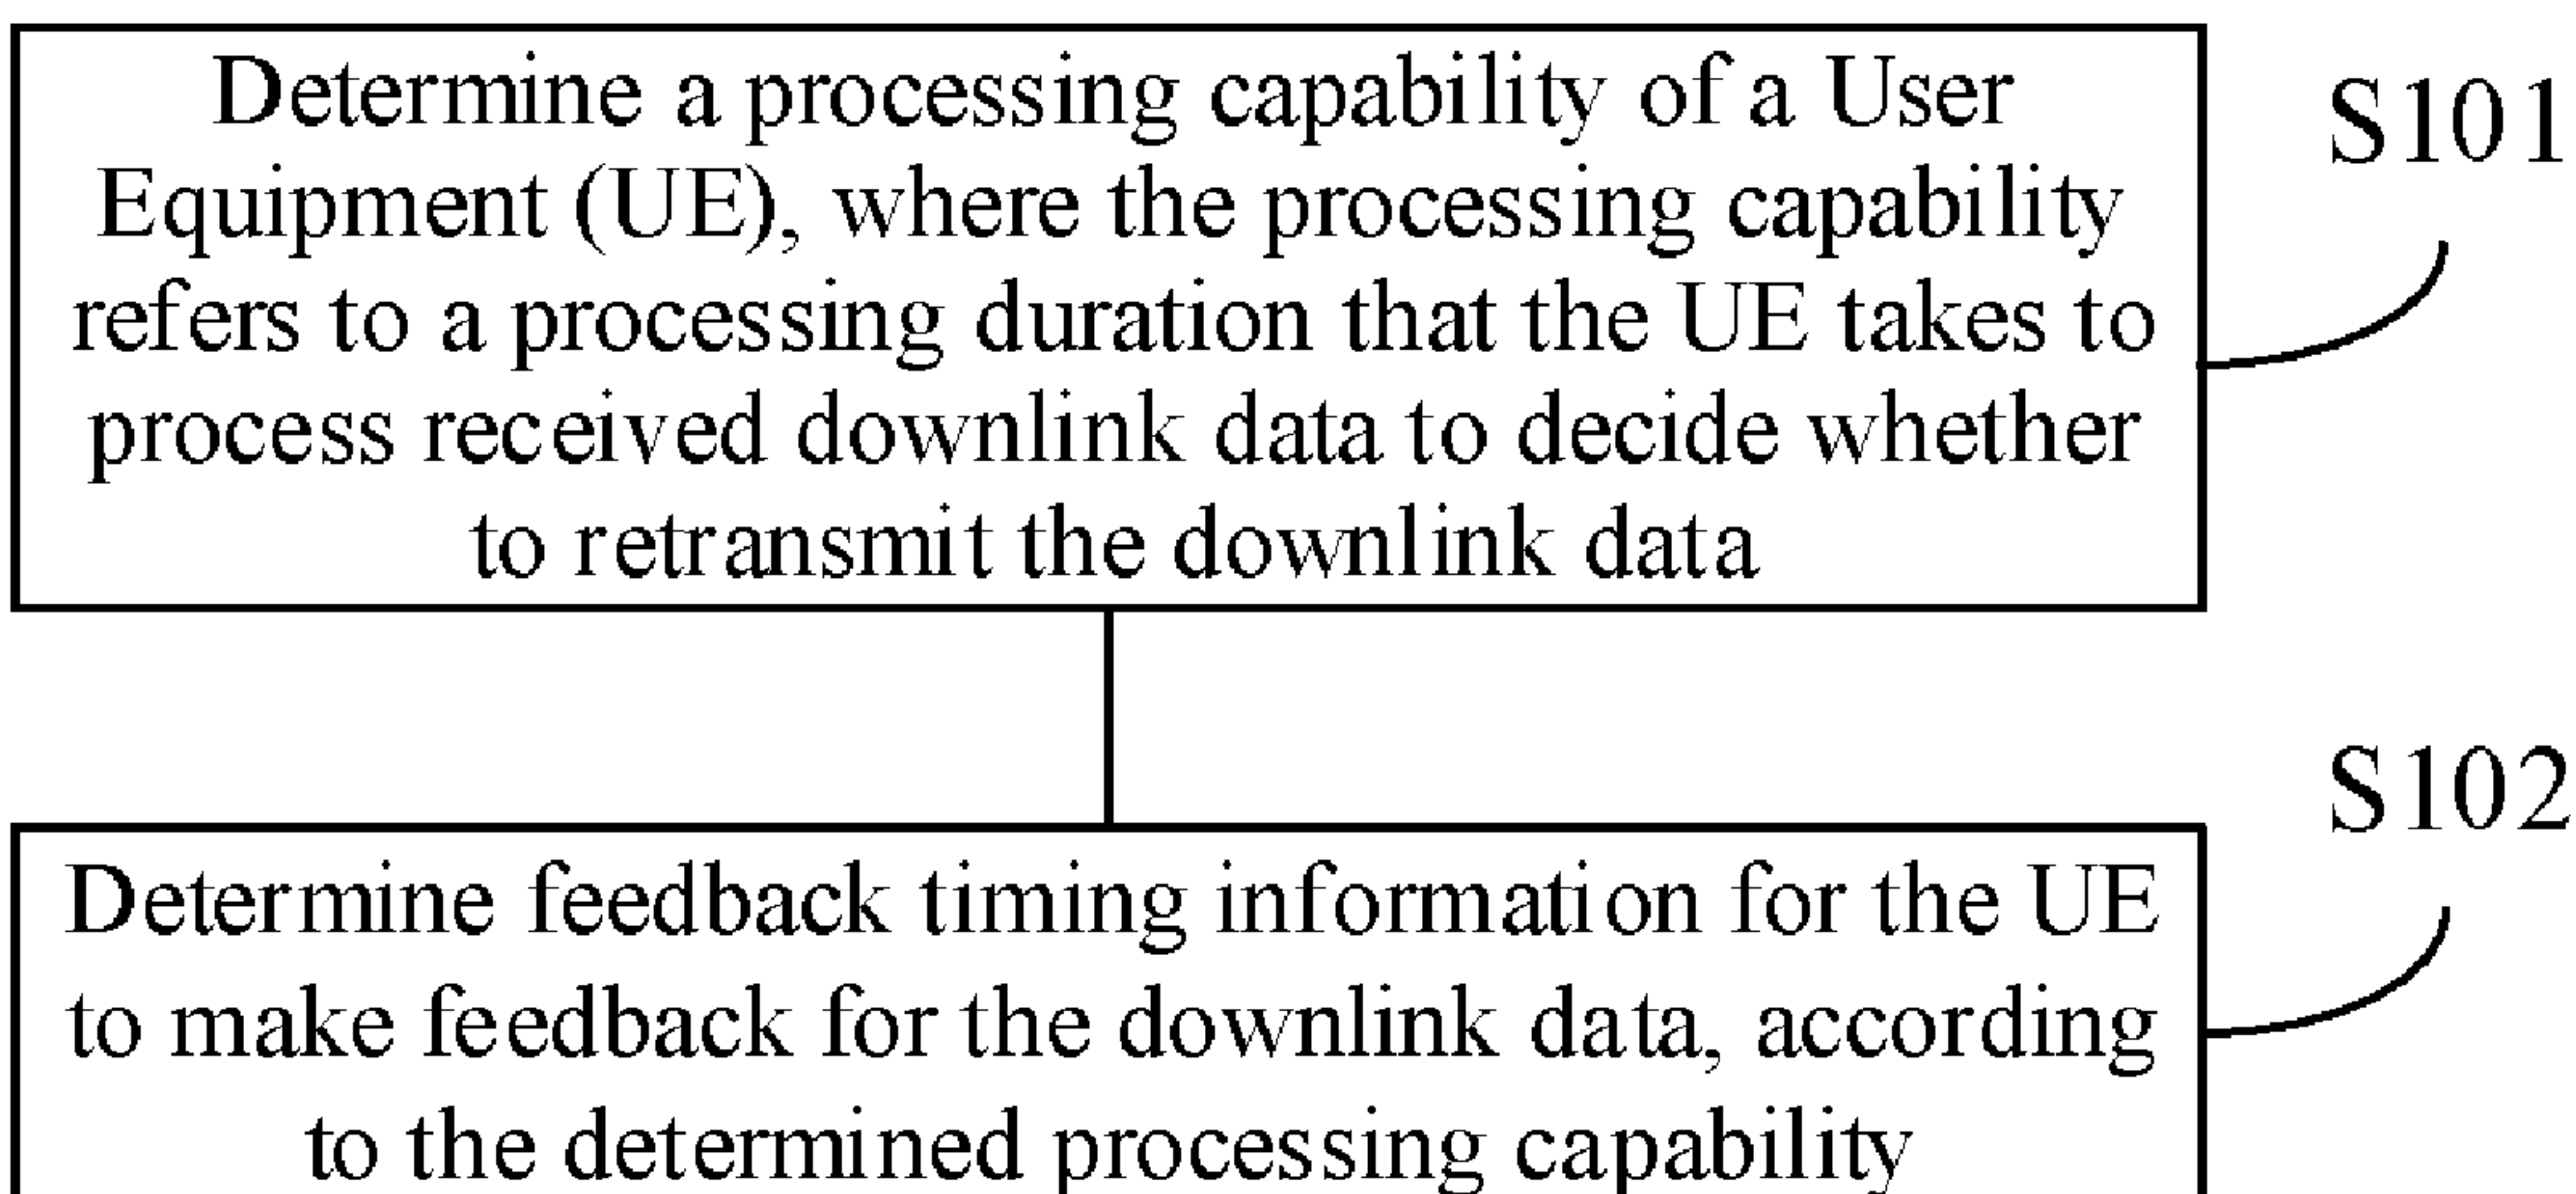 Determine a processing capability of a User
Equipment (UE), where the processing capability
refers to a processing duration that the UE takes to
process received downlink data to decide whether
to retransmit the downlink data
S101
S102
Determine feedback timing information for the UE
to make feedback for the downlink data, according
to the determined processing capability